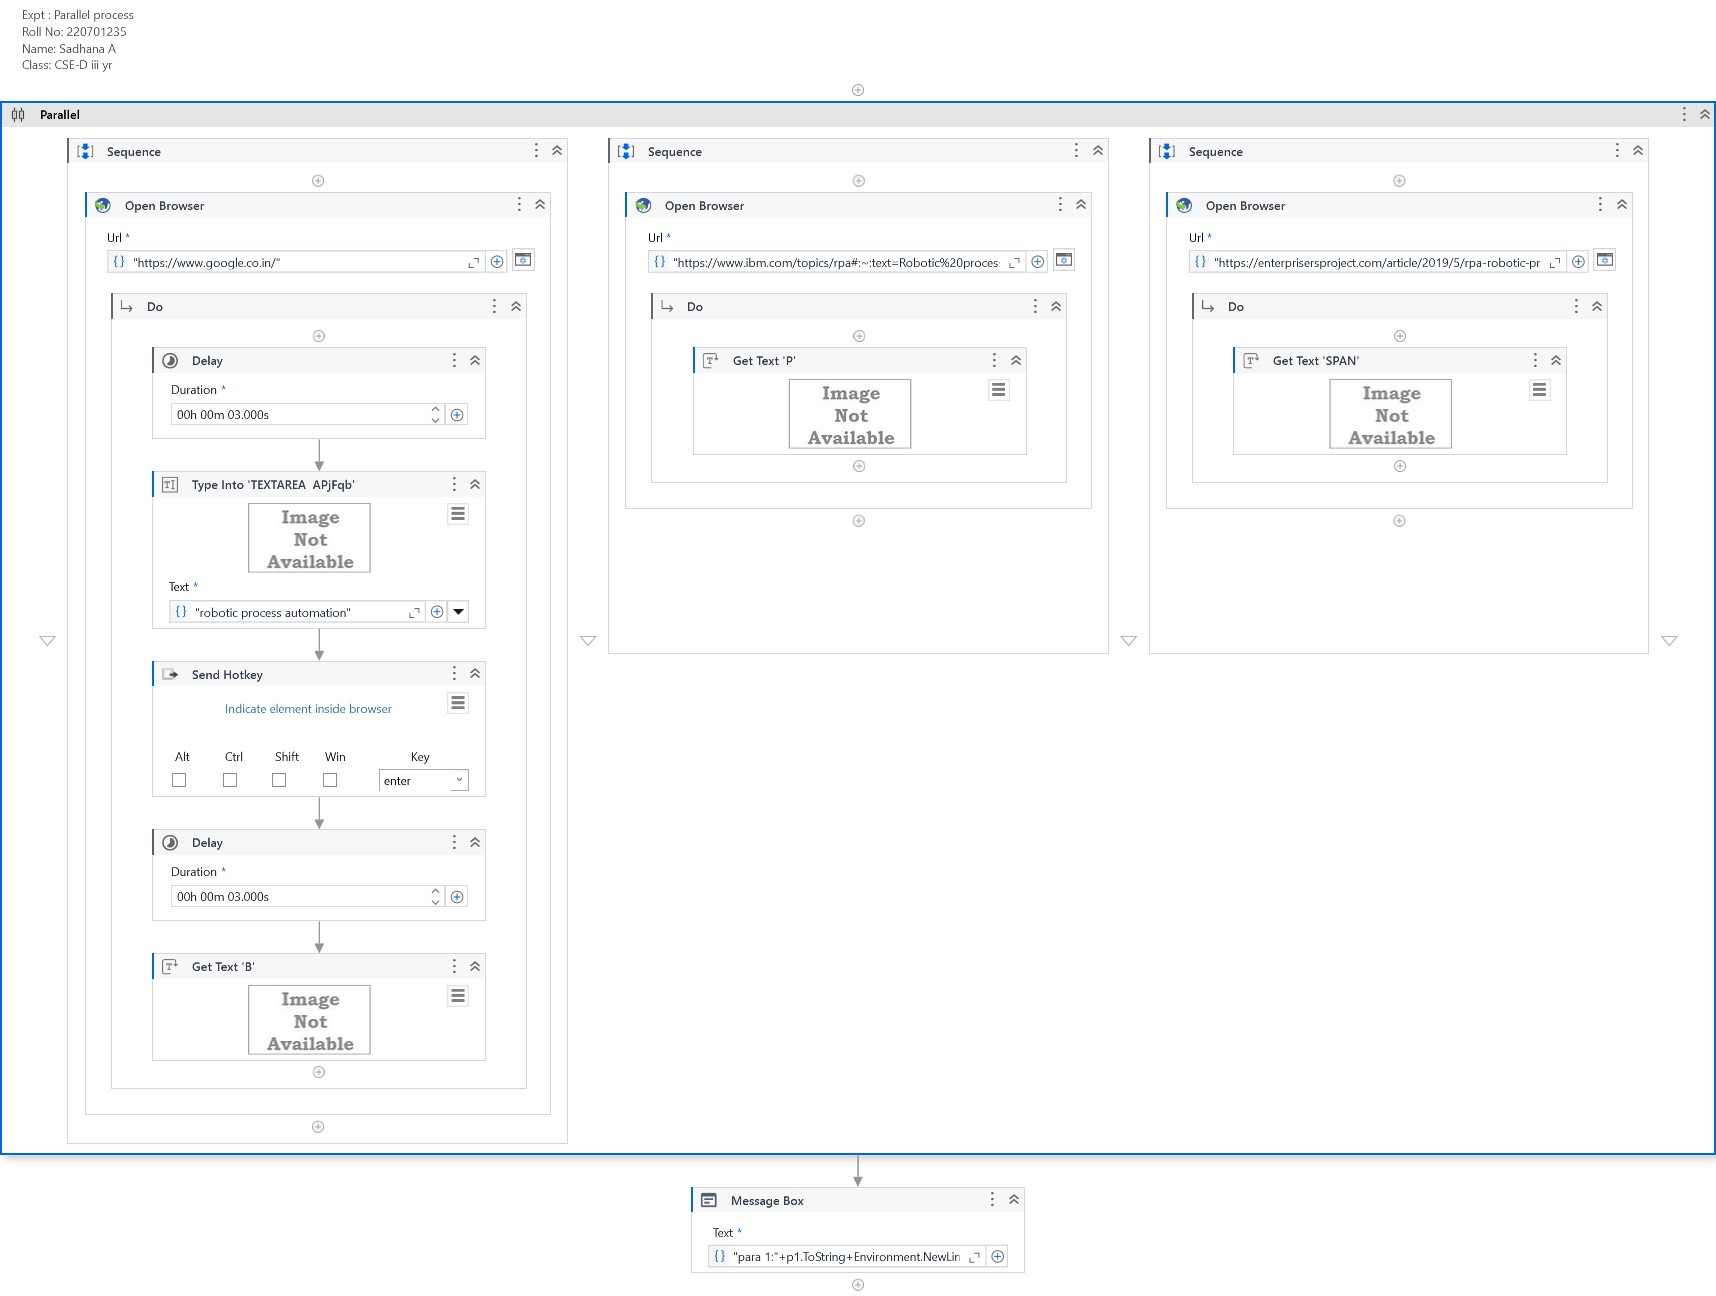 Expt : Parallel process
Roll No: 220701235
Name: Sadhana A
Class: CSE-D iii yr
Parallel
Sequence
Open Browser
Url *
"https://www.google.co.in/"
Do
Delay
Duration *
00h 00m 03.000s
Type Into 'TEXTAREA  APjFqb'
Image
Not
Available
Text *
"robotic process automation"
Send Hotkey
Indicate element inside browser
Alt Ctrl Shift Win Key
enter
Delay
Duration *
00h 00m 03.000s
Get Text 'B'
Image
Not
Available
Sequence
Open Browser
Url *
"https://www.ibm.com/topics/rpa#:~:text=Robotic%20proces:
Do
Get Text 'P'
Image
Not
Available
Sequence
Open Browser
Url *
"https://enterprisersproject.com/article/2019/5/rpa-robotic-pr
Do
Get Text 'SPAN'
Image
Not
Available
Message Box
Text *
"para 1:"+p1.ToString+Environment.NewLin